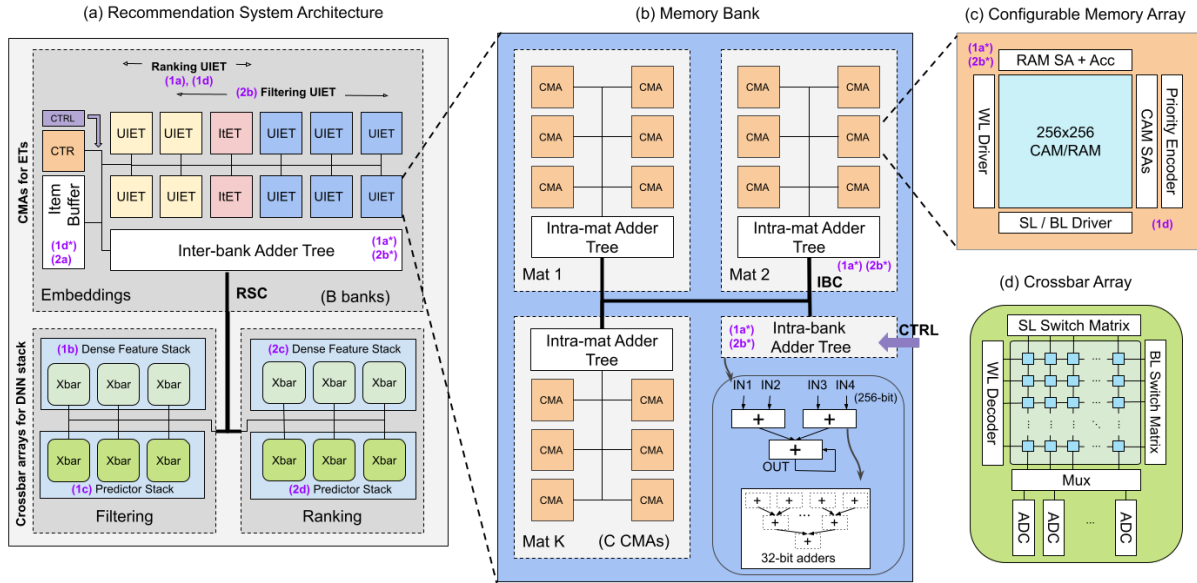 (a) Recommendation System Architecture
CMAs for ETs
Ranking UIET
(1a), (1d)
(2b) Filtering UIET
CTRL
CTR
Item
Buffer
(1d*)
(2a)
UIET
UIET
ItET
UIET
UIET
UIET
UIET
UIET
ItET
UIET
UIET
UIET
Inter-bank Adder Tree
(1a*)
(2b*)
Embeddings
RSC
(B banks)
Crossbar arrays for DNN stack
(1b) Dense Feature Stack
Xbar
Xbar
Xbar
Xbar
Xbar
Xbar
(1c) Predictor Stack
Filtering
(2c) Dense Feature Stack
Xbar
Xbar
Xbar
Xbar
Xbar
Xbar
(2d) Predictor Stack
Ranking
(b) Memory Bank
CMA
CMA
CMA
CMA
CMA
CMA
Intra-mat Adder
Tree
Mat 1
CMA
CMA
CMA
CMA
CMA
CMA
Intra-mat Adder
Tree
(1a*) (2b*)
Mat 2
IBC
Intra-mat Adder
Tree
CMA
CMA
CMA
CMA
CMA
CMA
Mat K
(C CMAs)
(1a*)
(2b*)
Intra-bank
Adder Tree
CTRL
IN1
IN2
IN3
IN4
(256-bit)
+
+
+
OUT
+
+
+
+
...
+
+
+
32-bit adders
(c) Configurable Memory Array
(1a*)
(2b*)
RAM SA + Acc
WL Driver
256x256
CAM/RAM
CAM SAs
Priority Encoder
SL / BL Driver
(1d)
(d) Crossbar Array
SL Switch Matrix
WL Decoder
BL Switch Matrix
Mux
ADC
ADC
...
ADC